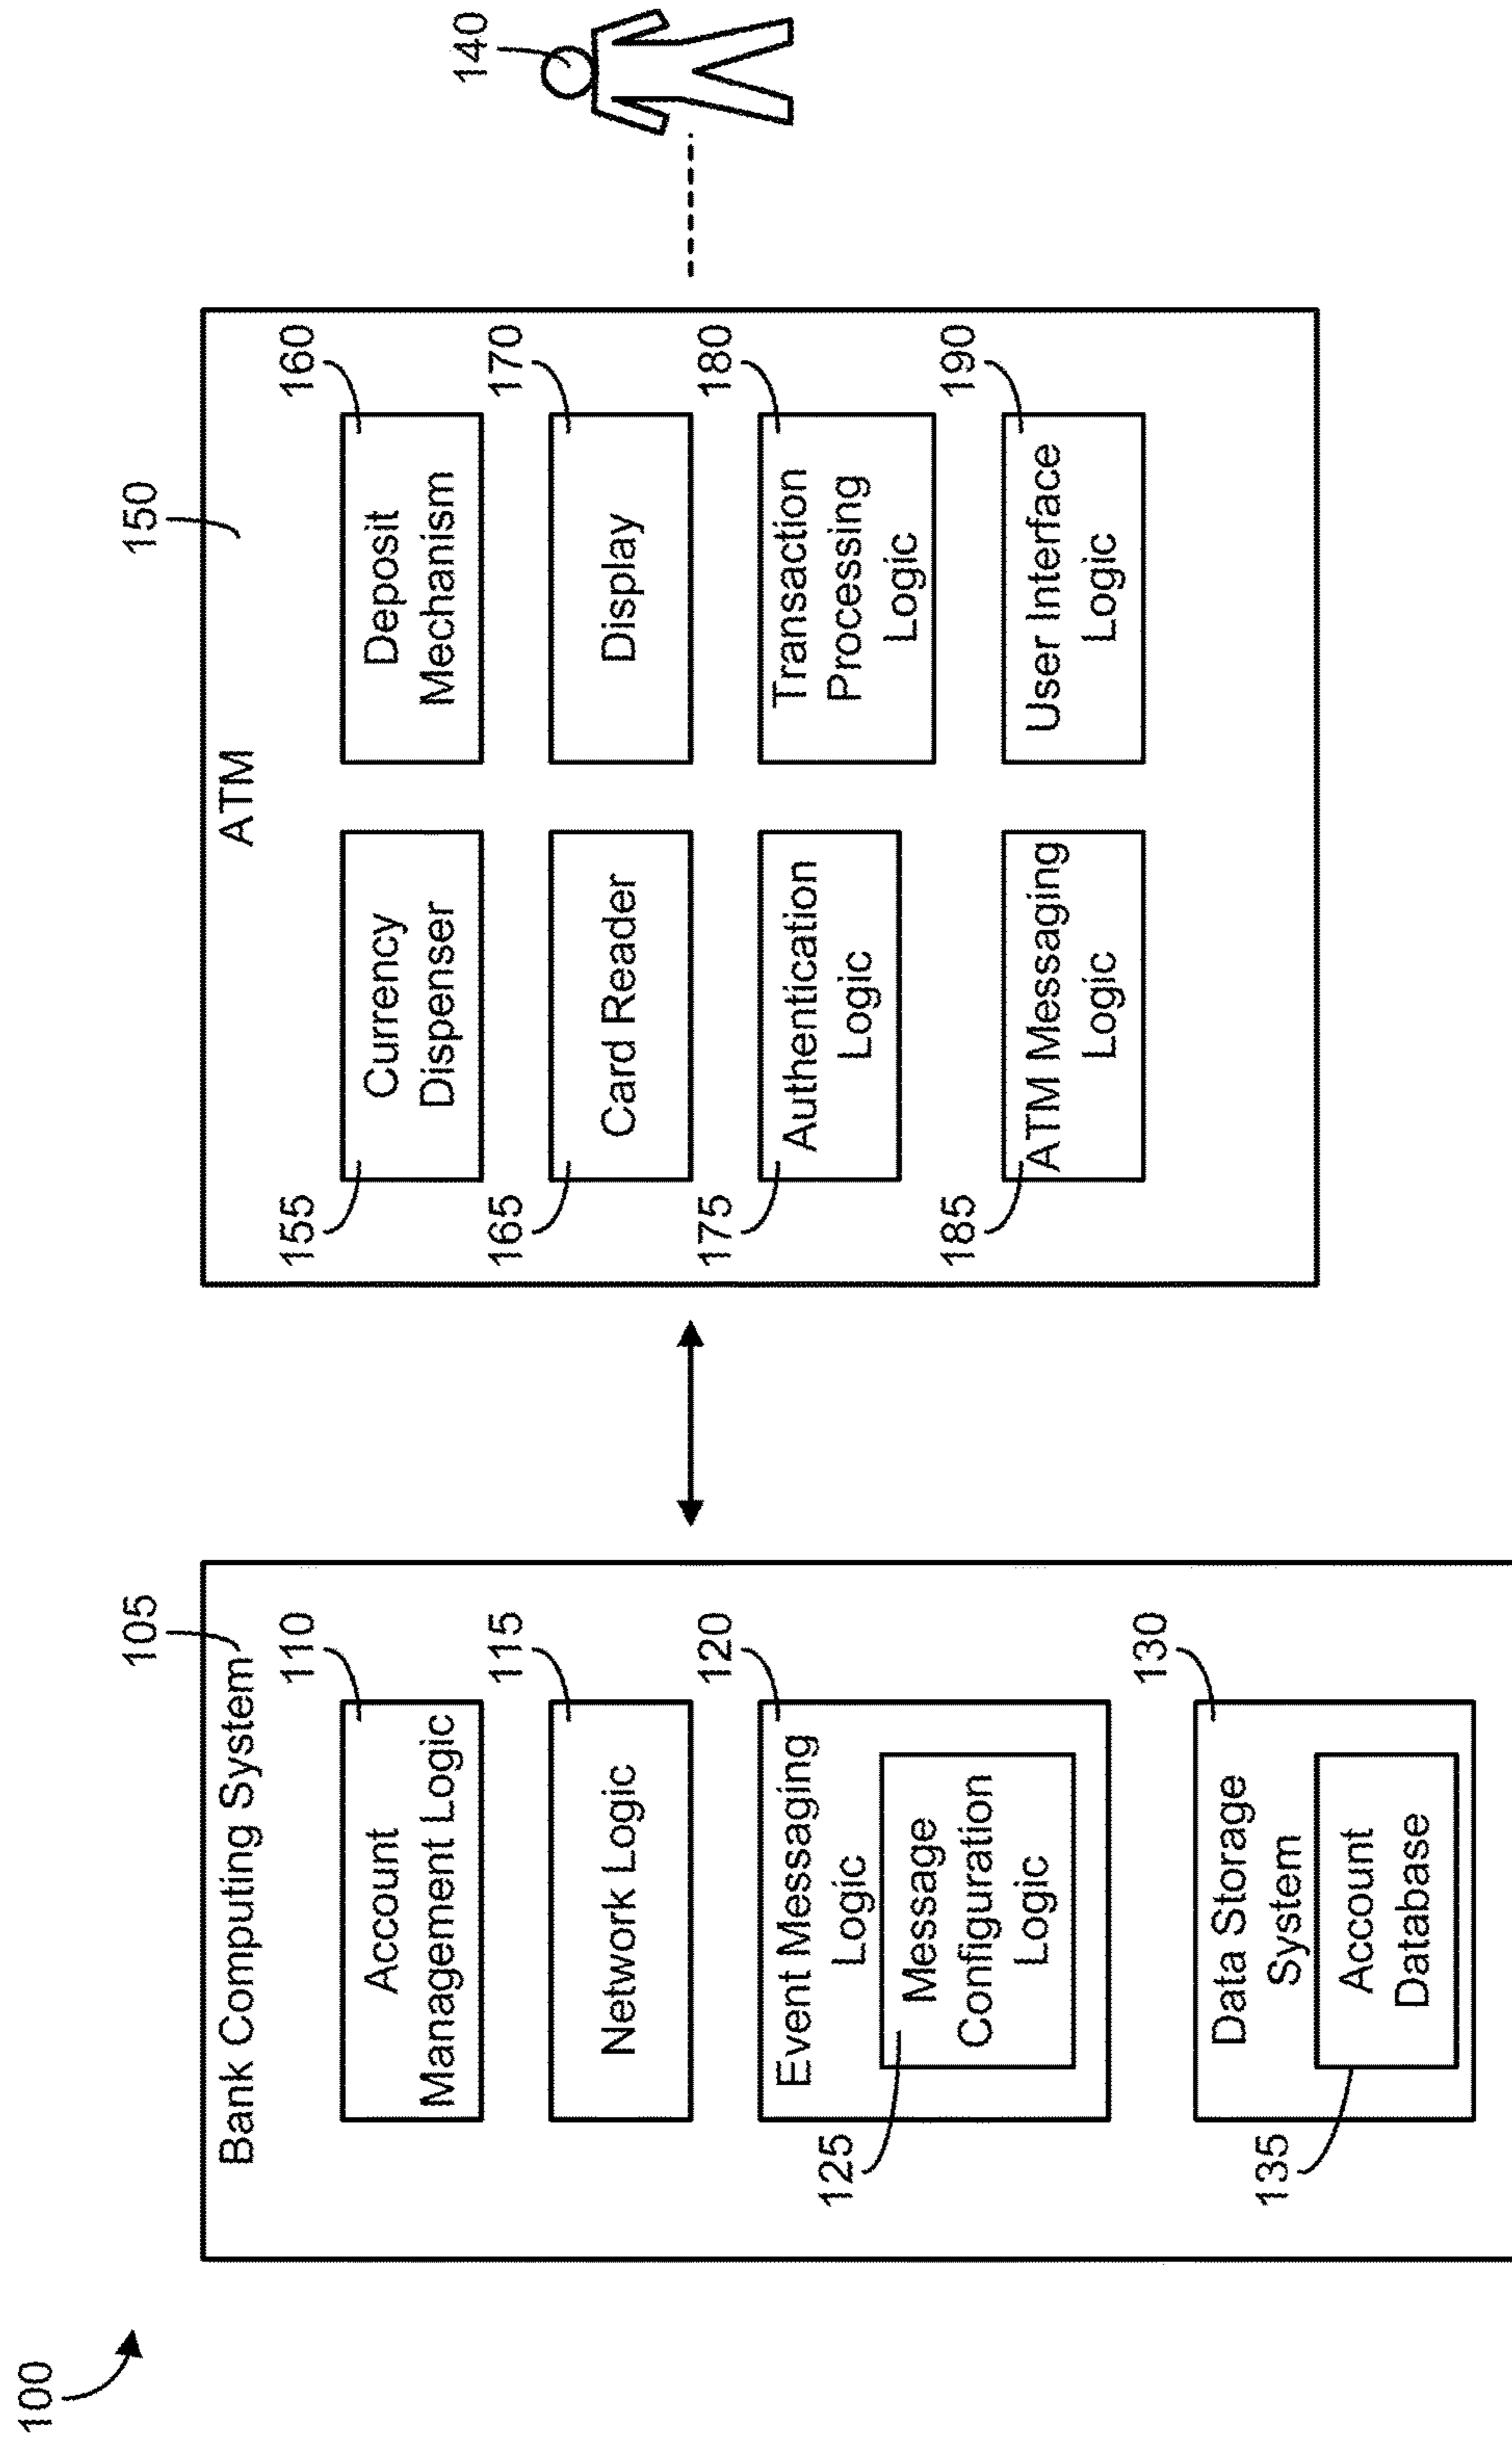 100
Bank Computing System
105
Account
Management Logic
110
Network Logic
115
Event Messaging
Logic
120
Message
Configuration
Logic
125
Data Storage
System
130
Account
Database
135
ATM
150
Currency
Dispenser
155
Deposit
Mechanism
160
Card Reader
165
Display
170
Authentication
Logic
175
Transaction
Processing
Logic
180
ATM Messaging
Logic
185
User Interface
Logic
190
140